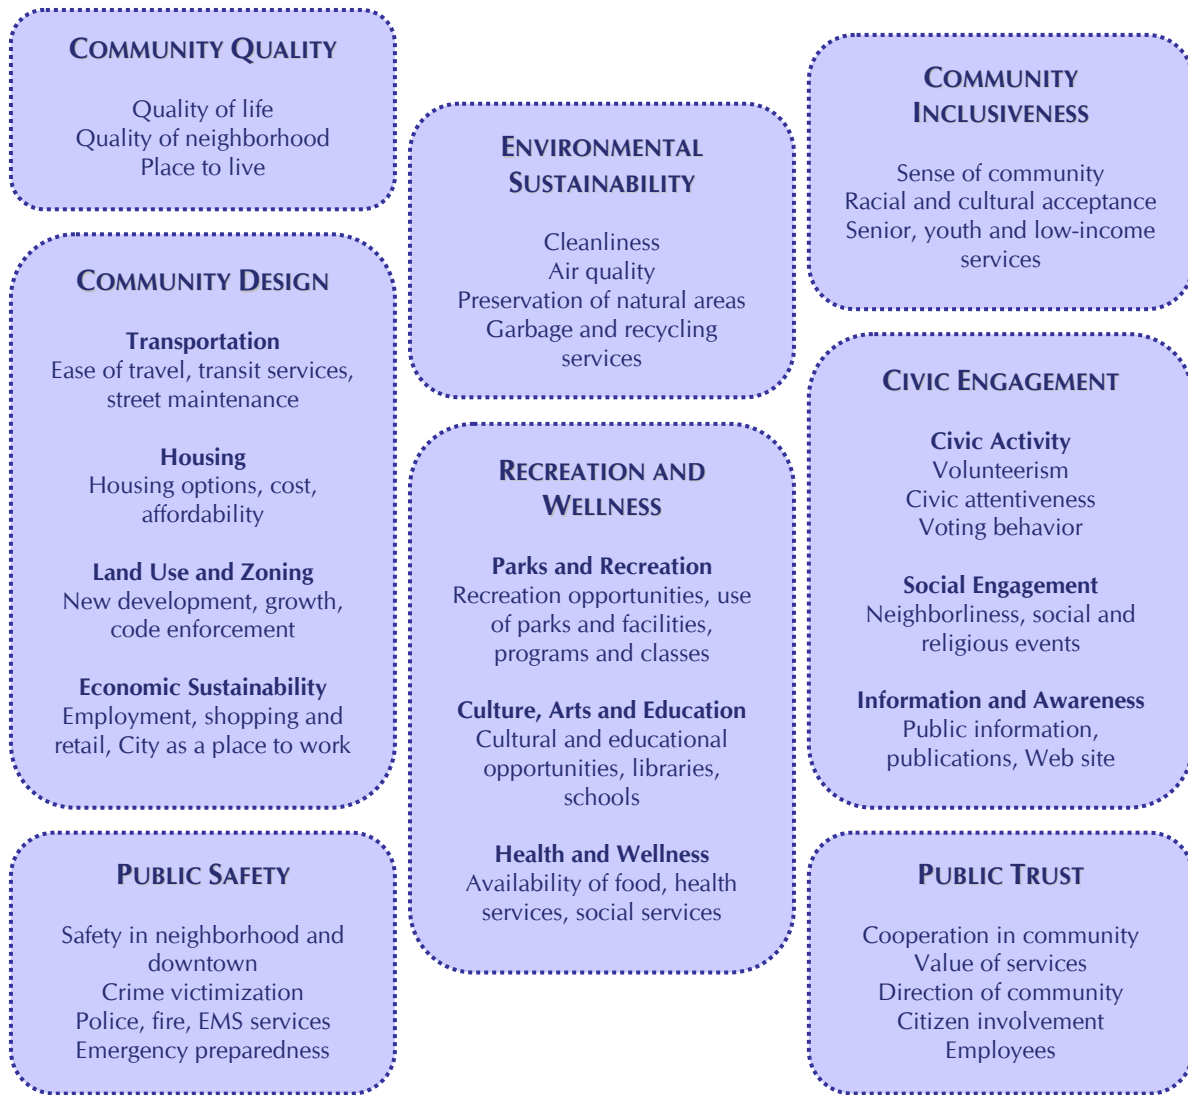 COMMUNITY QUALITY
Quality of life
Quality of neighborhood
Place to live
COMMUNITY DESIGN
Transportation
Ease of travel, transit services,
street maintenance
Housing
Housing options, cost,
affordability
Land Use and Zoning
New development, growth,
code enforcement
Economic Sustainability
Employment, shopping and
retail, City as a place to work
PUBLIC SAFETY
Safety in neighborhood and
downtown
Crime victimization
Police, fire, EMS services
Emergency preparedness
ENVIRONMENTAL
SUSTAINABILITY
Cleanliness
Air quality
Preservation of natural areas
Garbage and recycling
services
RECREATION AND
WELLNESS
Parks and Recreation
Recreation opportunities, use
of parks and facilities,
programs and classes
Culture, Arts and Education
Cultural and educational
opportunities, libraries,
schools
Health and Wellness
Availability of food, health
services, social services
COMMUNITY
INCLUSIVENESS
Sense of community
Racial and cultural acceptance
Senior, youth and low-income
services
CIVIC ENGAGEMENT
Civic Activity
Volunteerism
Civic attentiveness
Voting behavior
Social Engagement
Neighborliness, social and
religious events
Information and Awareness
Public information,
publications, Web site
PUBLIC TRUST
Cooperation in community
Value of services
Direction of community
Citizen involvement
Employees